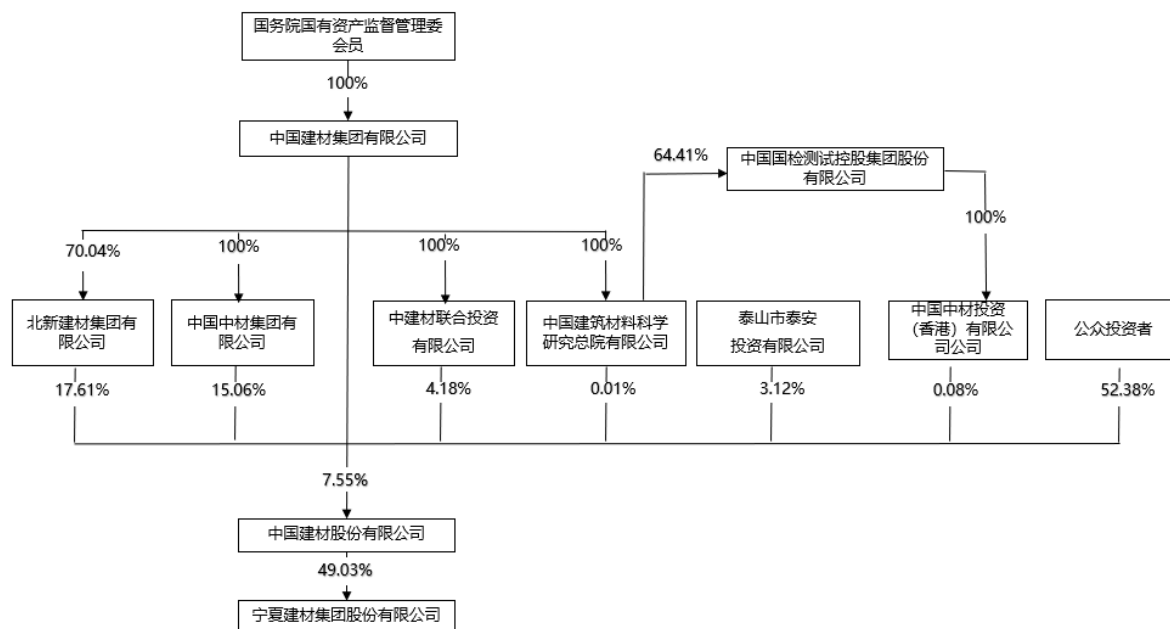 国务院国有资产监督管理委
会员
100%
中国建材集团有限公司
64.41%
中国国检测试控股集团股份
有限公司
100%
70.04%
100%
100%
100%
北新建材集团有
限公司
中国中材集团有
限公司
中建材联合投资
有限公司
中国建筑材料科学
研究总院有限公司
泰山市泰安
投资有限公司
中国中材投资
（香港）有限公
司公司
公众投资者
17.61%
15.06%
4.18%
0.01%
3.12%
0.08%
52.38%
7.55%
中国建材股份有限公司
49.03%
宁夏建材集团股份有限公司